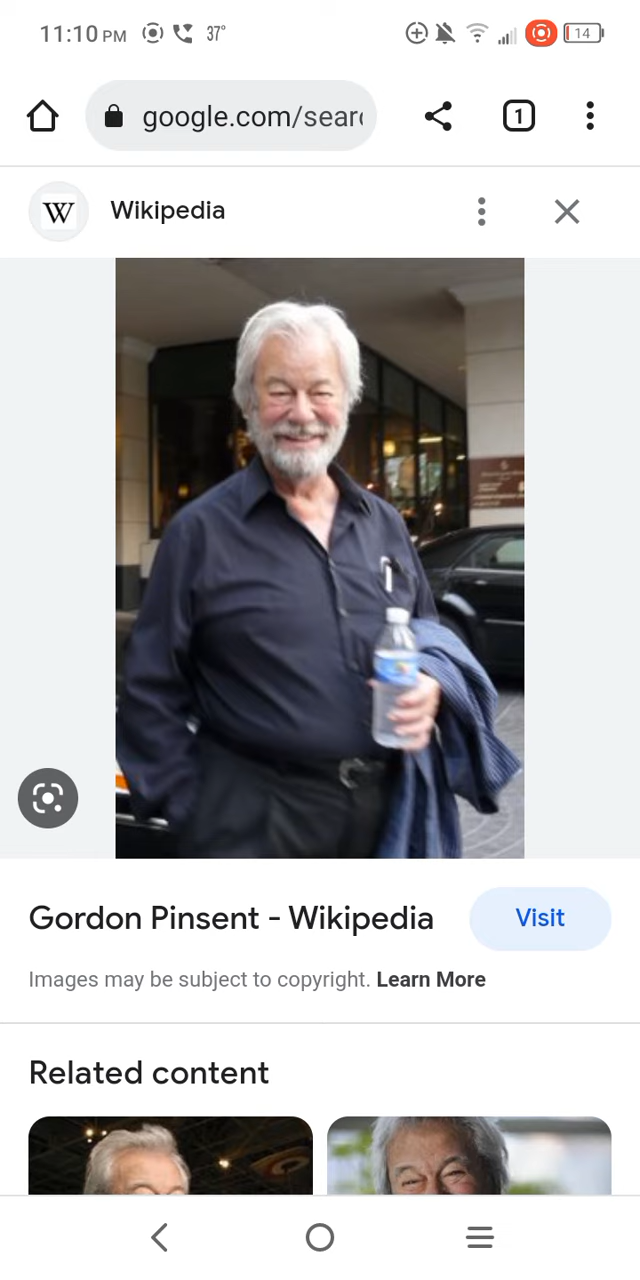 11:10 PM 37° 14
google.com/sear
1
W Wikipedia
Gordon Pinsent - Wikipedia
Visit
Images may be subject to copyright. Learn More
Related content